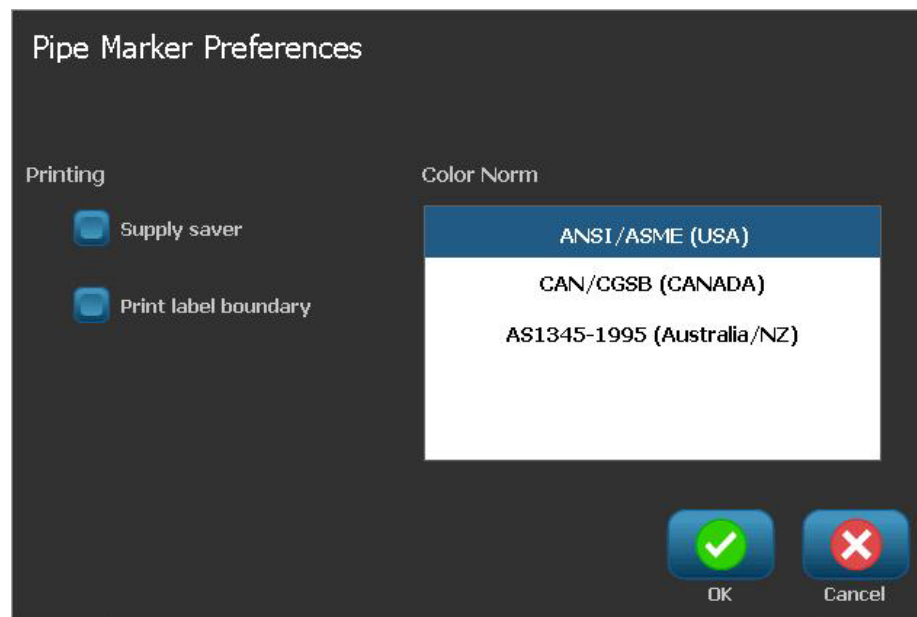 Pipe Marker Preferences
Printing
Supply saver
Print label boundary
Color Norm
ANSI/ASME (USA)
CAN/CGSB (CANADA)
AS1345-1995 (Australia/NZ)
OK
Cancel